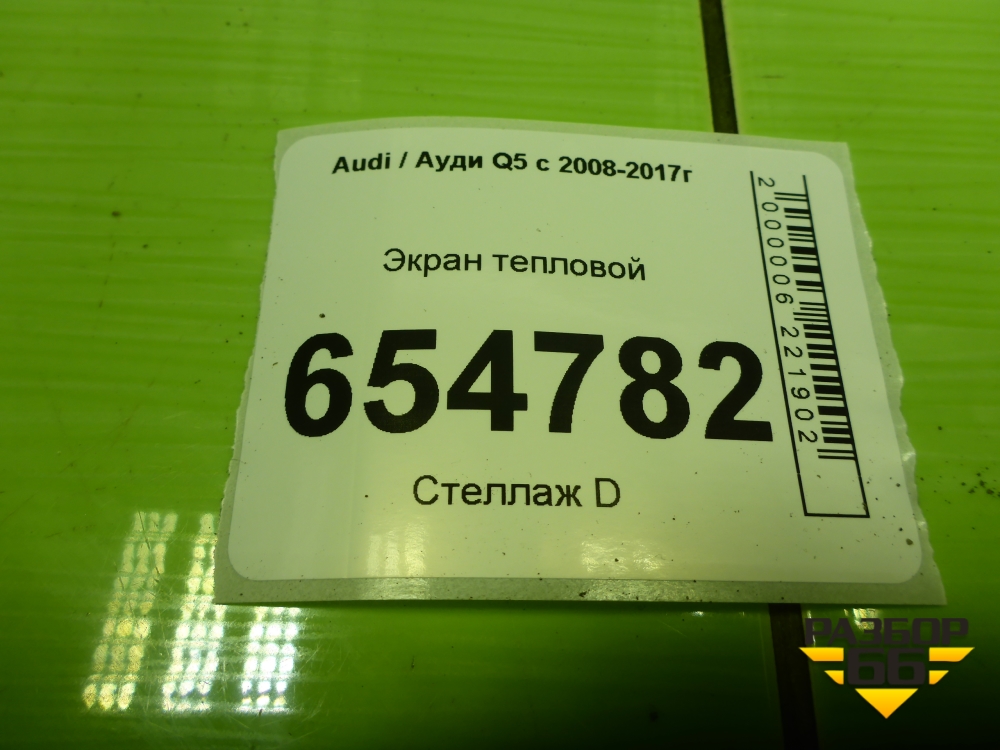 Audi / Ауди Q5 с 2008-2017г
Экран тепловой
654782
Стеллаж D
2000006221902
РАЗБОР
66